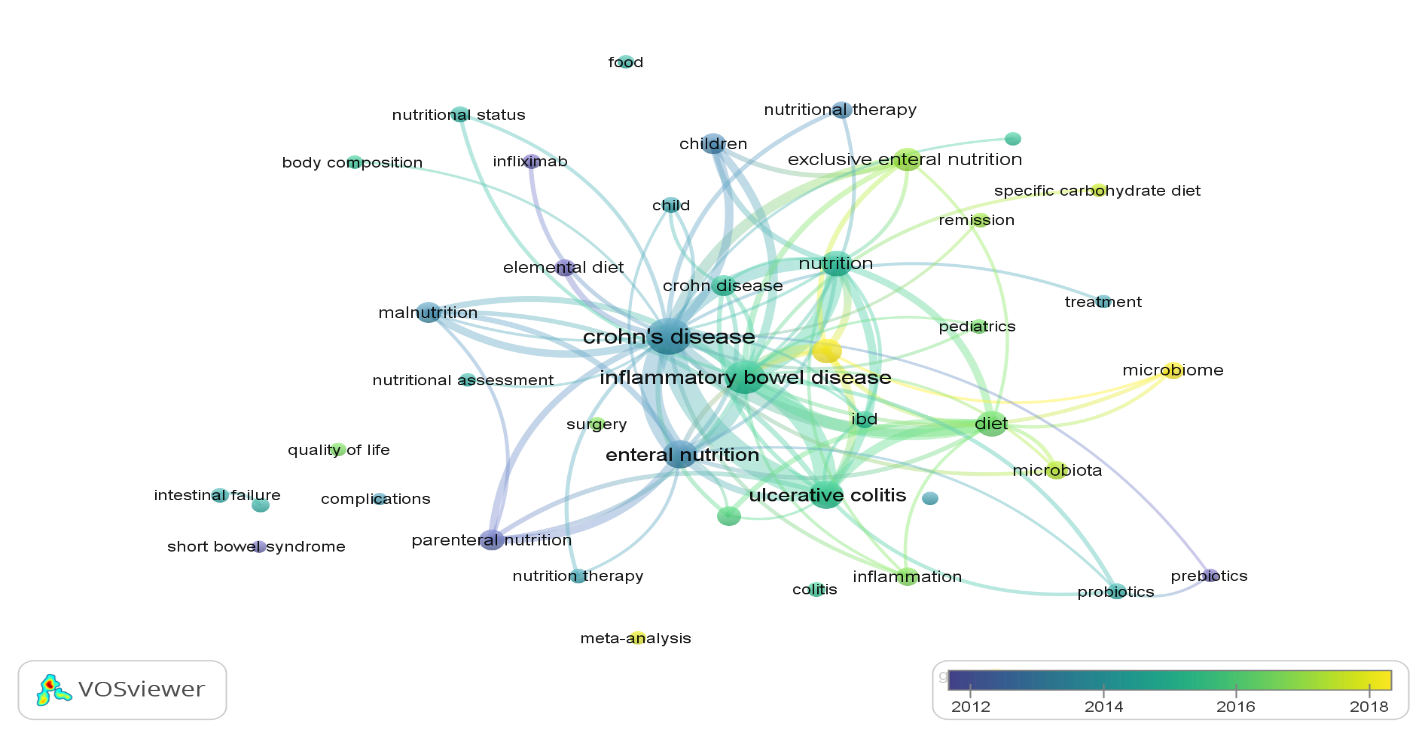 food
nutritional therapy
nutritional status
children
exclusive enteral nutrition
body composition
infliximab
specific carbohydrate diet
child
remission
nutrition
elemental diet
crohn disease
treatment
malnutrition
pediatrics
crohn's disease
microbiome
inflammatory bowel disease
nutritional assessment
ibd
diet
surgery
quality of life
enteral nutrition
microbiota
intestinal failure
complications
ulcerative colitis
parenteral nutrition
short bowel syndrome
nutrition therapy
inflammation
prebiotics
colitis
probiotics
meta-analysis
VOSviewer
2012
2014
2016
2018